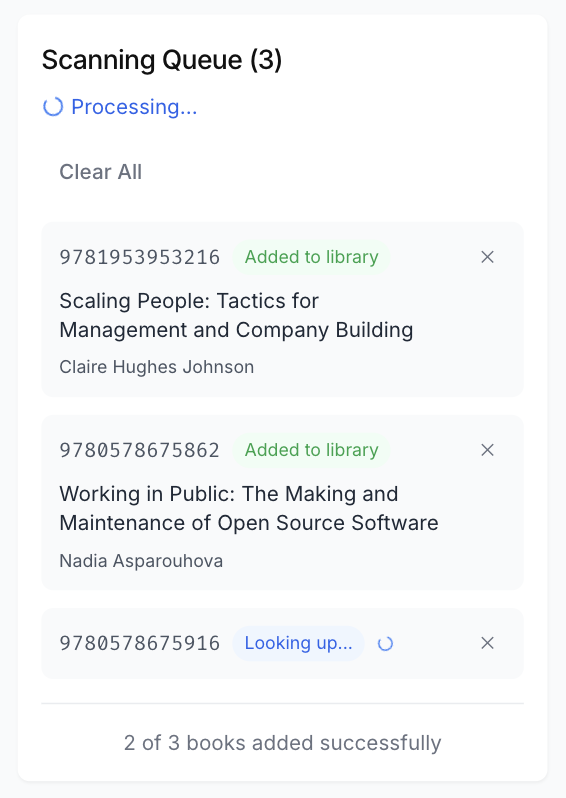 Scanning Queue (3)
Processing...
Clear All
9781953953216 Added to library
Scaling People: Tactics for
Management and Company Building
Claire Hughes Johnson
9780578675862 Added to library
Working in Public: The Making and
Maintenance of Open Source Software
Nadia Asparouhova
9780578675916 Looking up...
2 of 3 books added successfully